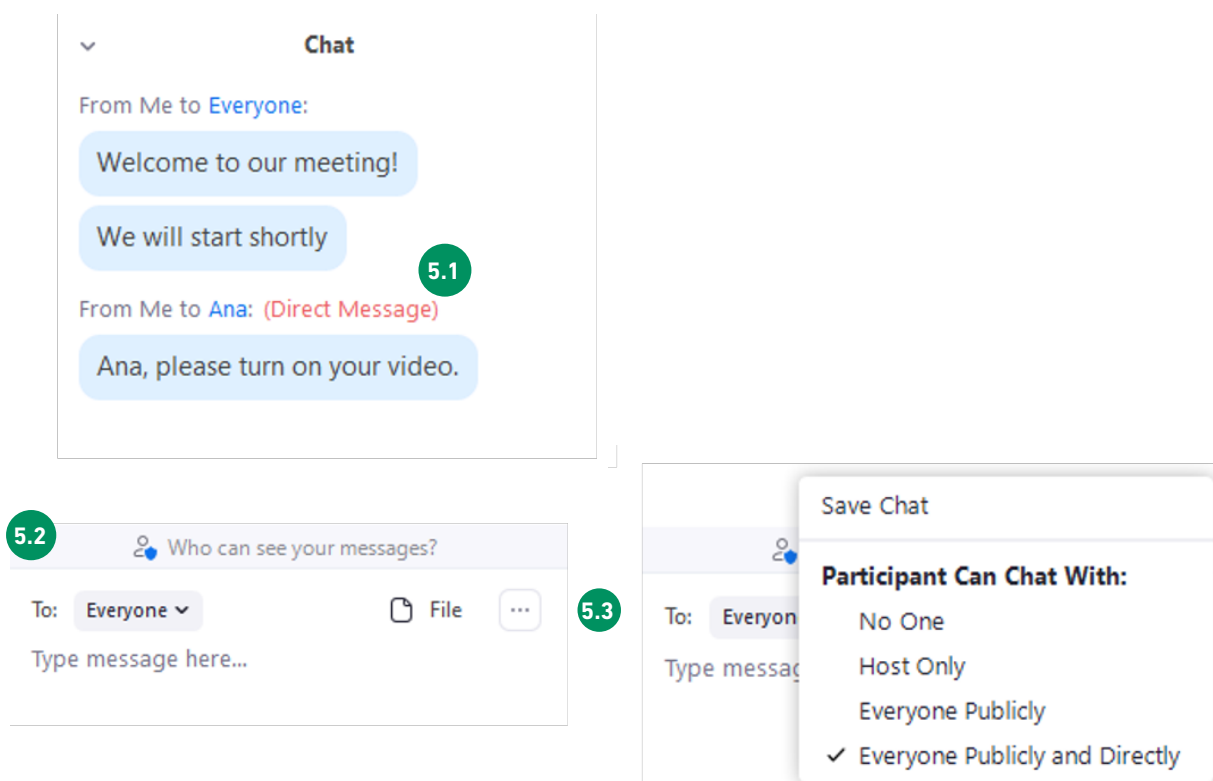 Chat
From Me to Everyone:
Welcome to our meeting!
We will start shortly
5.1
From Me to Ana: (Direct Message)
Ana, please turn on your video.
5.2
Who can see your messages?
To: Everyone File ...
Type message here...
5.3
Save Chat
Participant Can Chat With:
To: Everyon
No One
Type messag
Host Only
Everyone Publicly
Everyone Publicly and Directly